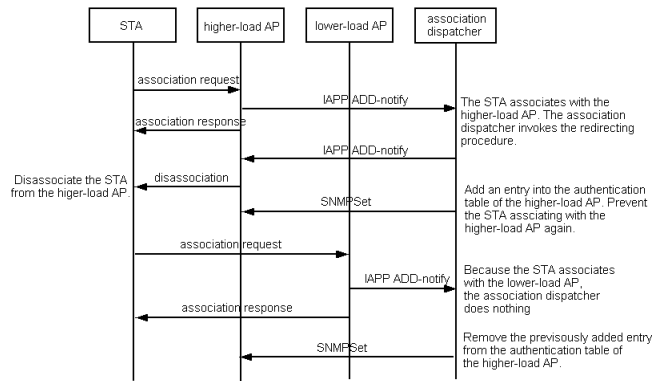 STA
higher-load AP
lower-load AP
association
dispatcher
association request
IAPP ADD-notify
The STA associates with the
higher-load AP. The association
dispatcher invokes the redirecting
procedure.
association response
IAPP ADD-notify
Disassociate the STA
from the higer-load AP.
disassociation
SNMPSet
Add an entry into the authentication
table of the higher-load AP. Prevent
the STA assciating with the
higher-load AP again.
association request
IAPP ADD-notify
Because the STA associates
with the lower-load AP,
the association dispatcher
does nothing
association response
SNMPSet
Remove the previsously added entry
from the authentication table of
the higher-load AP.